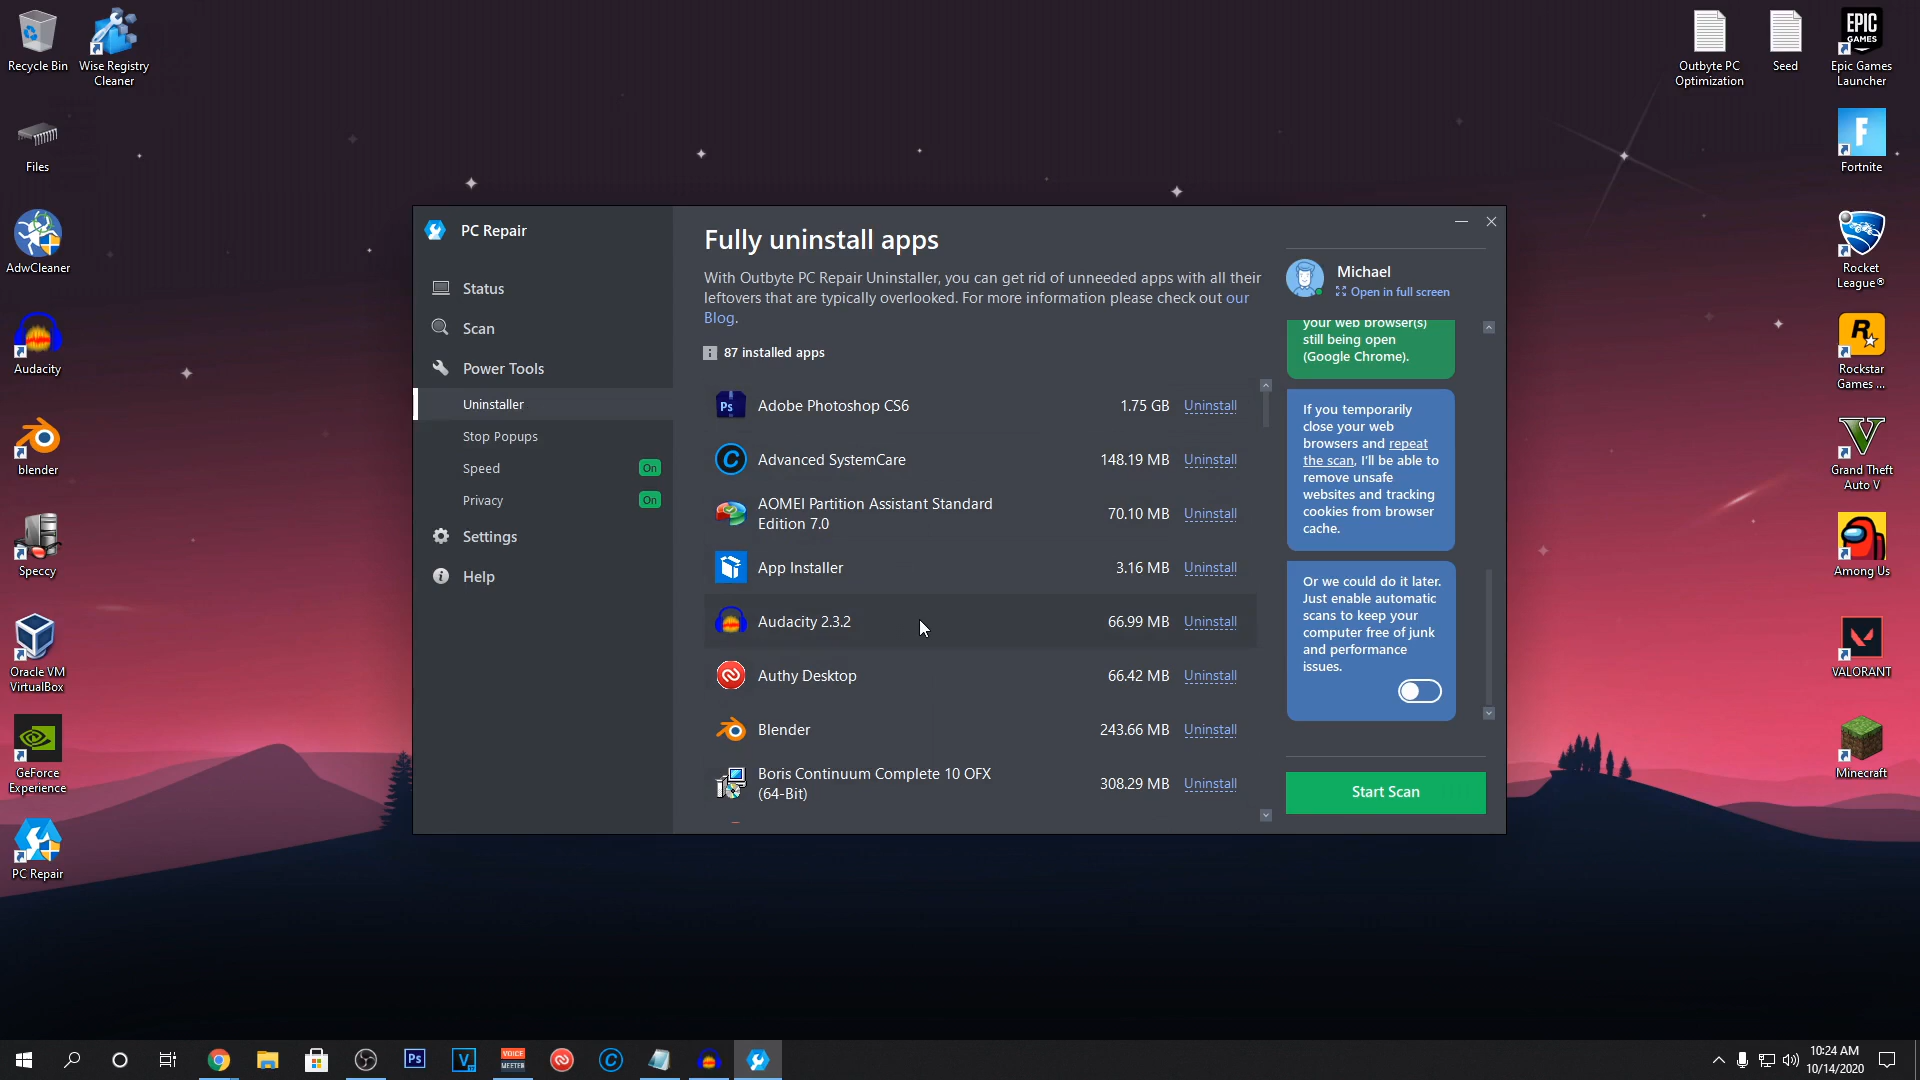 Recycle Bin
Wise Registry
Cleaner
Files
AdwCleaner
Audacity
blender
Speccy
Oracle VM
VirtualBox
GeForce
Experience
PC Repair
PC Repair
Status
Scan
Power Tools
Uninstaller
Stop Popups
Speed
On
Privacy
On
Settings
Help
Fully uninstall apps
With Outbyte PC Repair Uninstaller, you can get rid of unneeded apps with all their
leftovers that are typically overlooked. For more information please check out our
Blog.
87 installed apps
Ps
Adobe Photoshop CS6
1.75 GB
Uninstall
Advanced SystemCare
148.19 MB
Uninstall
AOMEI Partition Assistant Standard
Edition 7.0
70.10 MB
Uninstall
App Installer
3.16 MB
Uninstall
Audacity 2.3.2
66.99 MB
Uninstall
Authy Desktop
66.42 MB
Uninstall
Blender
243.66 MB
Uninstall
Boris Continuum Complete 10 OFX
(64-Bit)
308.29 MB
Uninstall
Michael
Open in full screen
your web browser(s)
still being open
(Google Chrome).
If you temporarily
close your web
browsers and repeat
the scan, I'll be able to
remove unsafe
websites and tracking
cookies from browser
cache.
Or we could do it later.
Just enable automatic
scans to keep your
computer free of junk
and performance
issues.
Start Scan
Outbyte PC
Optimization
Seed
EPIC
GAMES
Epic Games
Launcher
F
Fortnite
Rocket
League®
R
Rockstar
Games ...
V
Grand Theft
Auto V
Among Us
VALORANT
Minecraft
Ps
V
VOICE
MEETER
10:24 AM
10/14/2020